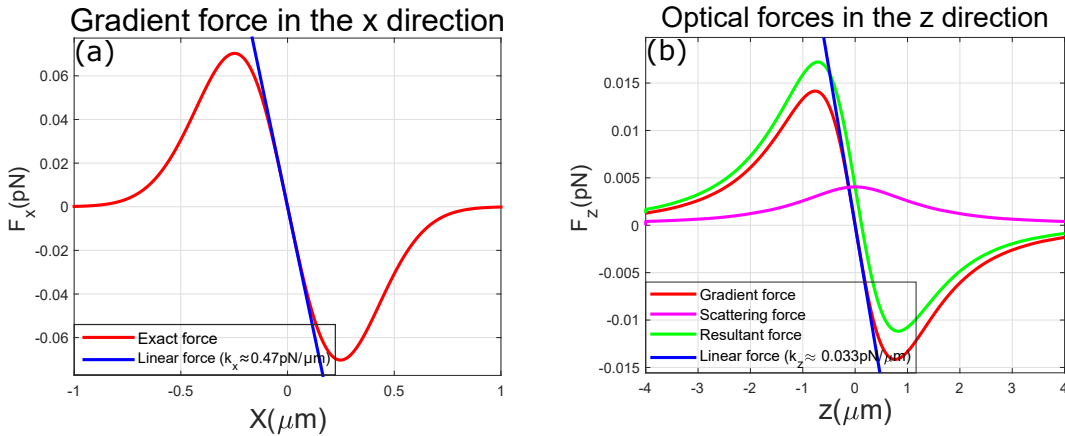 Gradient force in the x direction
(a)
0.06
0.04
0.02
0
-0.02
-0.04
-0.06
F_x(pN)
-1
-0.5
0
0.5
1
X(μm)
Exact force
Linear force (k_x≈0.47pN/μm)
Optical forces in the z direction
(b)
0.015
0.01
0.005
0
-0.005
-0.01
-0.015
F_z(pN)
-4
-3
-2
-1
0
1
2
3
4
z(μm)
Gradient force
Scattering force
Resultant force
Linear force (k_z≈ 0.033pN/μm)